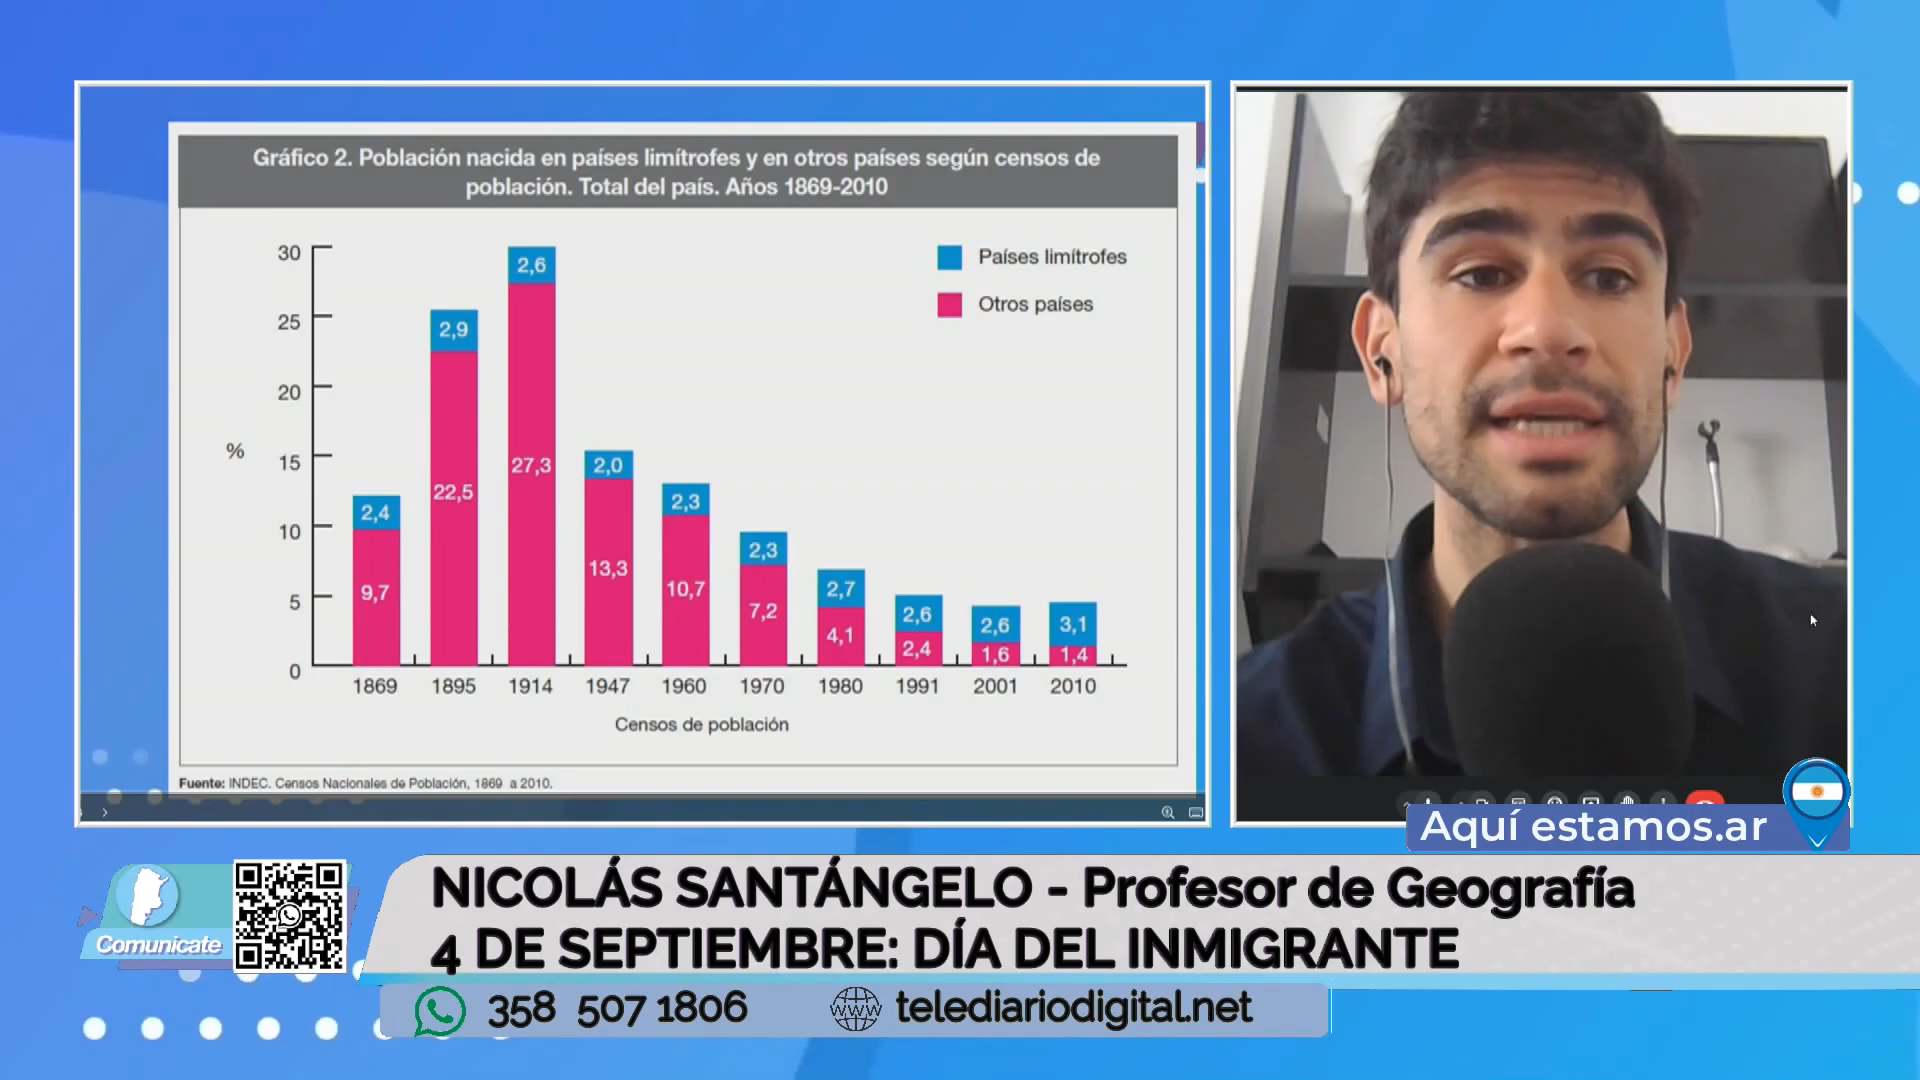 Gráfico 2. Población nacida en países limítrofes y en otros países según censos de
población. Total del país. Años 1869-2010
30
25
20
15
10
5
0
%
Países limítrofes
Otros países
2,4
9,7
2,9
22,5
2,6
27,3
2,0
13,3
2,3
10,7
2,3
7,2
2,7
4,1
2,6
2,4
2,6
1,6
3,1
1,4
1869 1895 1914 1947 1960 1970 1980 1991 2001 2010
Censos de población
Fuente: INDEC. Censos Nacionales de Población, 1869 a 2010.
Aquí estamos.ar
Comunicate
NICOLÁS SANTÁNGELO - Profesor de Geografía
4 DE SEPTIEMBRE: DÍA DEL INMIGRANTE
358 507 1806
www
telediariodigital.net